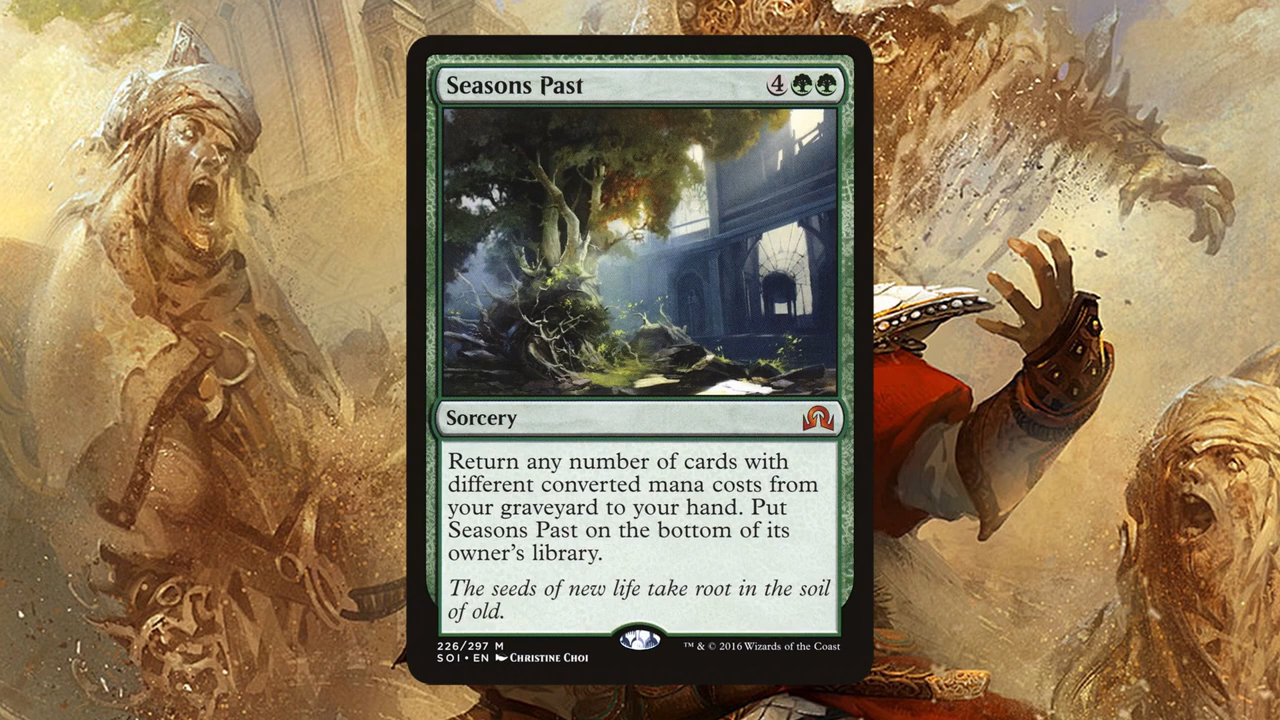 Seasons Past 4
Sorcery
Return any number of cards with
different converted mana costs from
your graveyard to your hand. Put
Seasons Past on the bottom of its
owner's library.
The seeds of new life take root in the soil
of old.
226/297 M
SOI • EN Christine Choi
™ & © 2016 Wizards of the Coast